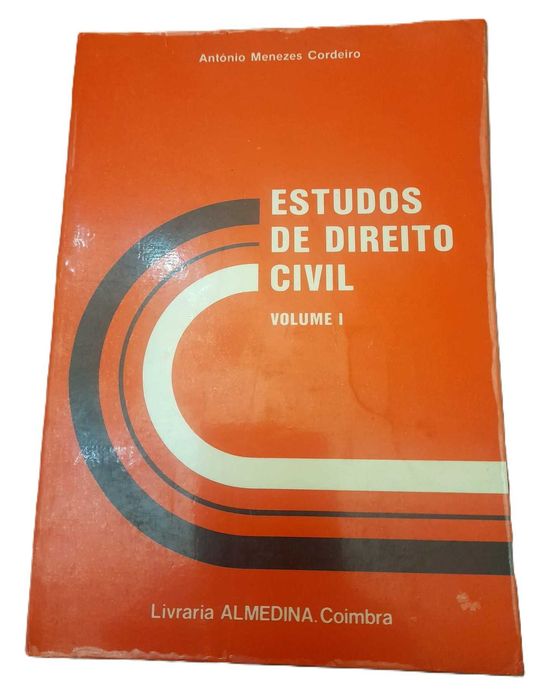 António Menezes Cordeiro
ESTUDOS
DE DIREITO
CIVIL
VOLUME I
Livraria ALMEDINA.Coimbra